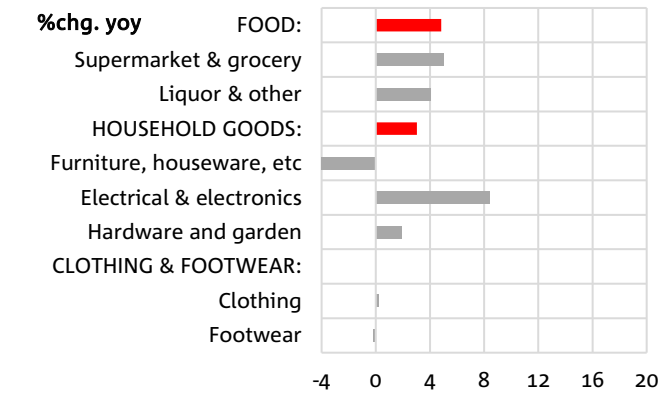 %chg. yoy
FOOD:
Supermarket & grocery
Liquor & other
HOUSEHOLD GOODS:
Furniture, houseware, etc
Electrical & electronics
Hardware and garden
CLOTHING & FOOTWEAR:
Clothing
Footwear
-4 0 4 8 12 16 20